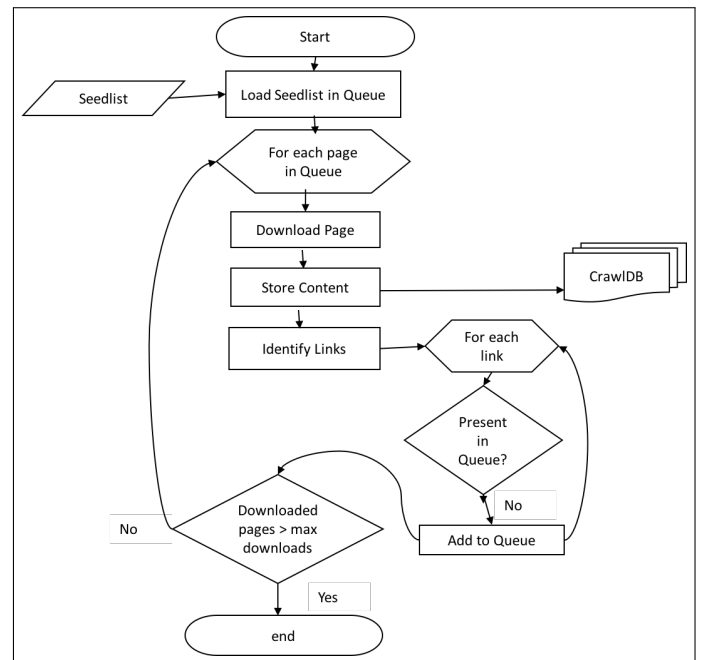 Start
Seedlist
Load Seedlist in Queue
For each page
in Queue
Download Page
Store Content
CrawlDB
Identify Links
For each
link
Present
in
Queue?
No
Add to Queue
Downloaded
pages > max
downloads
No
Yes
end